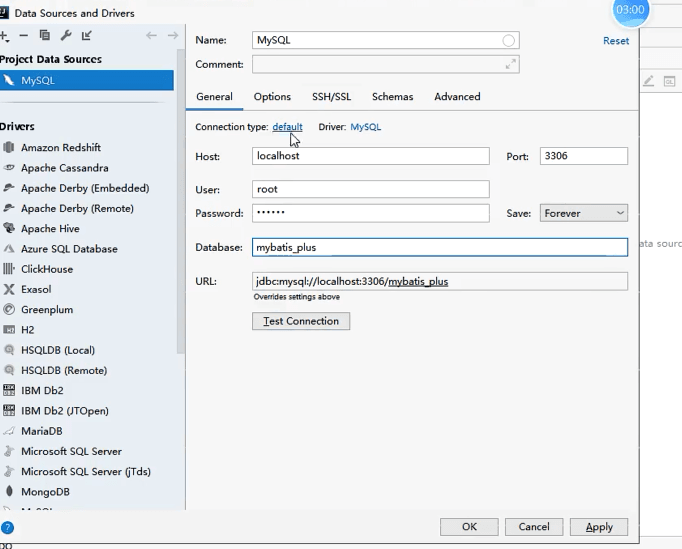 Data Sources and Drivers
03:00
Project Data Sources
MySQL
Drivers
Amazon Redshift
Apache Cassandra
Apache Derby (Embedded)
Apache Derby (Remote)
Apache Hive
Azure SQL Database
ClickHouse
Exasol
Greenplum
H2
HSQLDB (Local)
HSQLDB (Remote)
IBM Db2
IBM Db2 (JTOpen)
MariaDB
Microsoft SQL Server
Microsoft SQL Server (jTds)
MongoDB
Name: MySQL
Reset
Comment:
General Options SSH/SSL Schemas Advanced
Connection type: default Driver: MySQL
Host: localhost Port: 3306
User: root
Password: •••••• Save: Forever
Database: mybatis_plus
URL: jdbc:mysql://localhost:3306/mybatis_plus
Overrides settings above
Test Connection
OK Cancel Apply